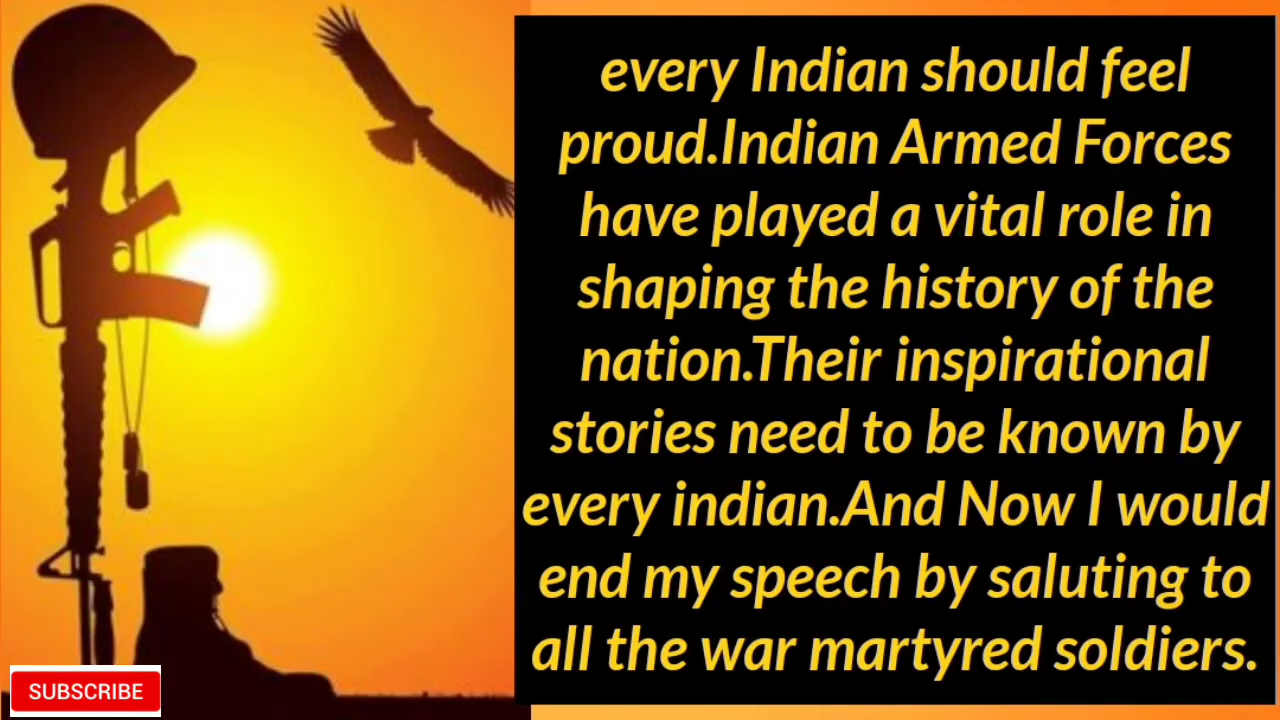 every Indian should feel
proud.Indian Armed Forces
have played a vital role in
shaping the history of the
nation.Their inspirational
stories need to be known by
every indian.And Now I would
end my speech by saluting to
all the war martyred soldiers.
SUBSCRIBE